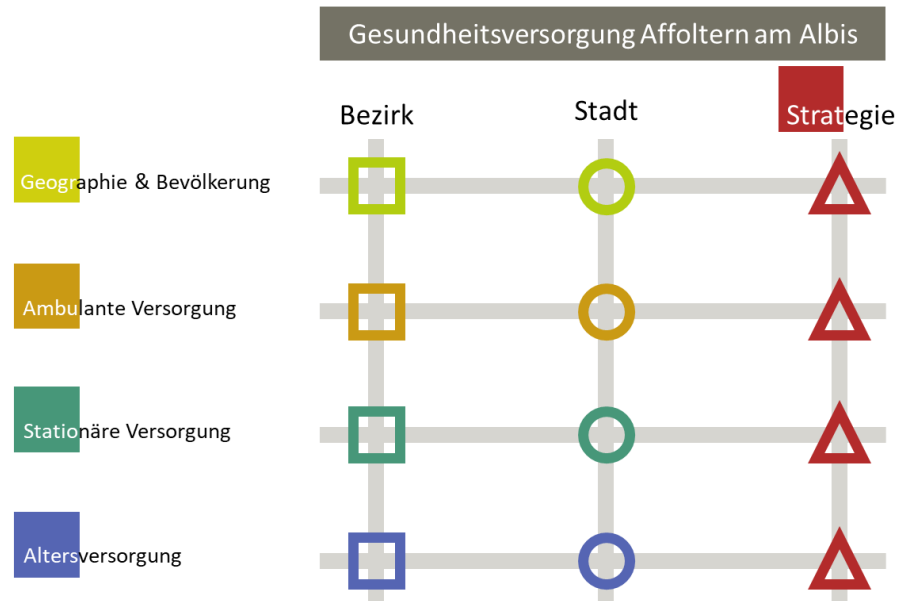 Gesundheitsversorgung Affoltern am Albis
Bezirk
Stadt
Strategie
Geographie & Bevölkerung
Ambulante Versorgung
Stationäre Versorgung
Altersversorgung